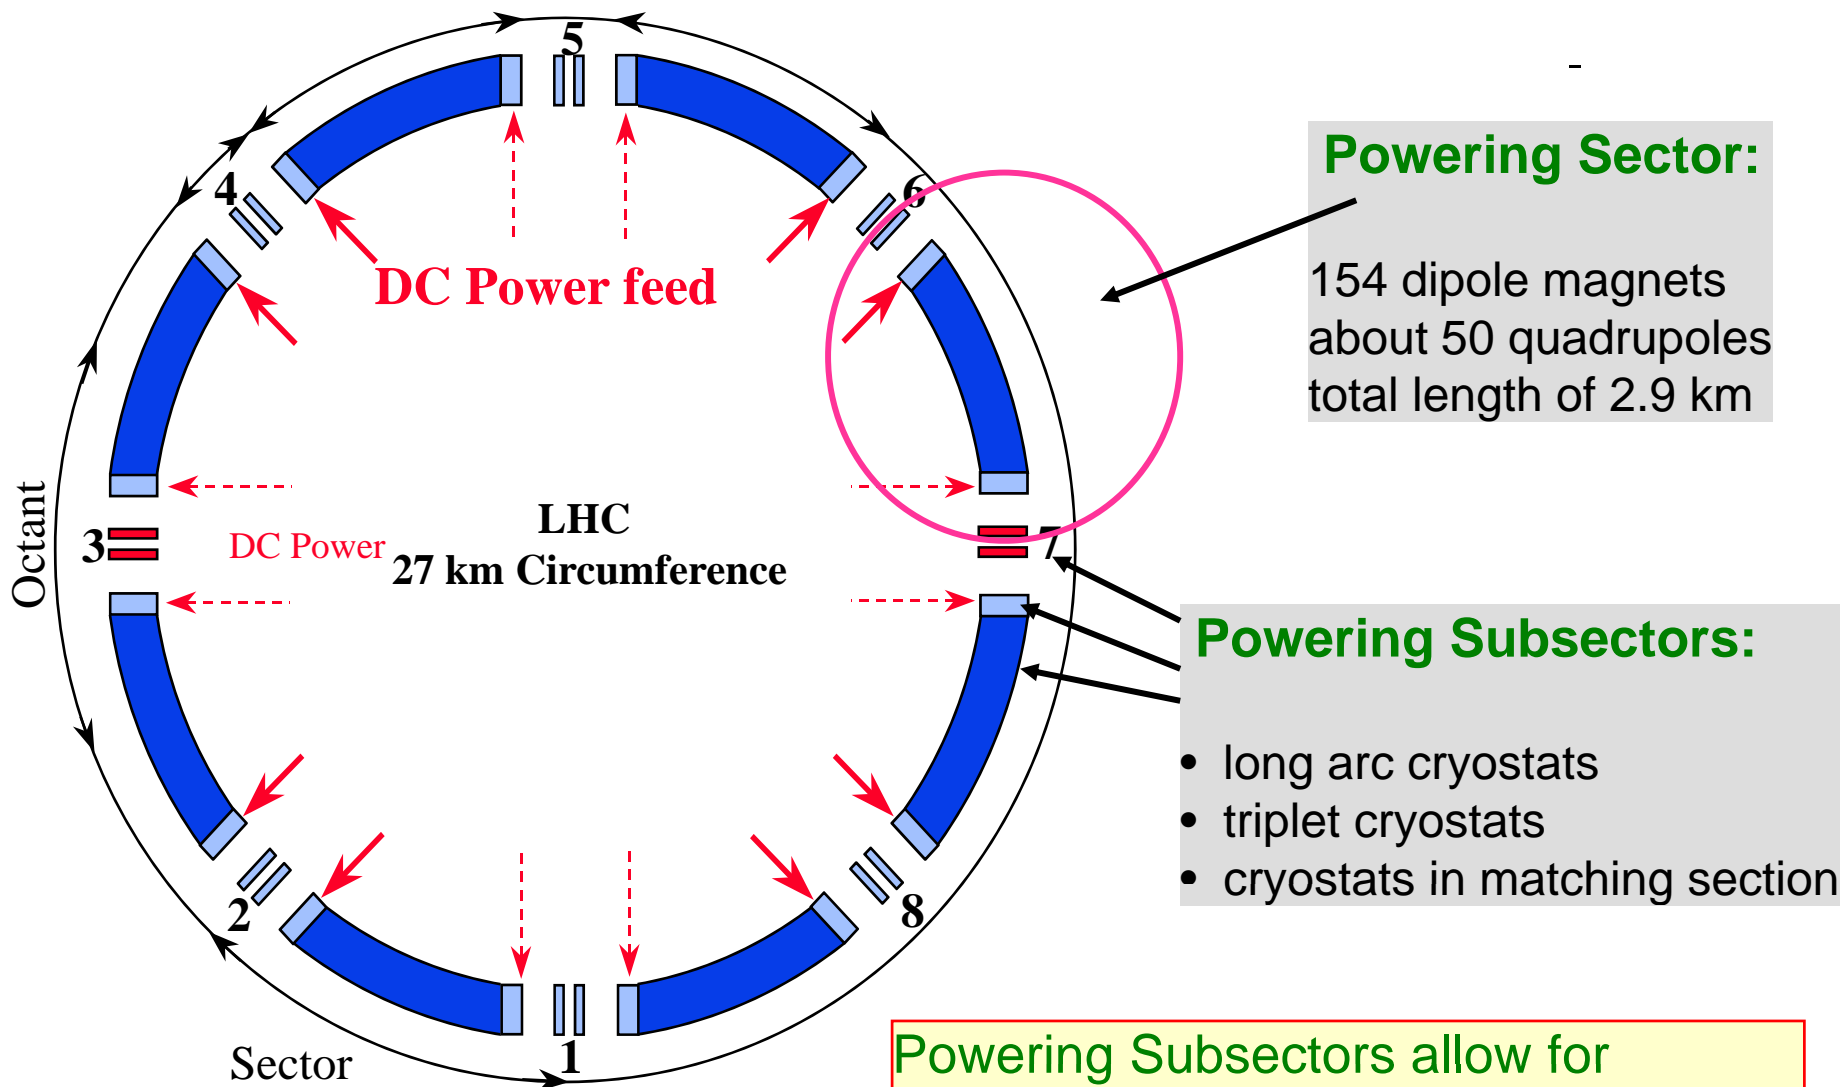 5
-
Powering Sector:
4
6
DC Power feed
154 dipole magnets
about 50 quadrupoles
total length of 2.9 km
Octant
3
DC Power
LHC
27 km Circumference
7
Powering Subsectors:
• long arc cryostats
• triplet cryostats
• cryostats in matching section
2
8
Sector
1
Powering Subsectors allow for